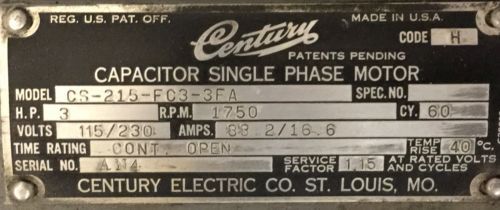 REG. U.S. PAT. OFF. Century MADE IN U.S.A.
CODE H
PATENTS PENDING
CAPACITOR SINGLE PHASE MOTOR
MODEL CS-215-FC3-3FA SPEC.NO.
H.P. 3 R.P.M. 1750 CY. 60
VOLTS 115/230 AMPS. 33 2/16.6
TIME RATING CONT. OPEN TEMP RISE 40 °C.
SERIAL NO. AN4 SERVICE FACTOR 1.15 AT RATED VOLTS AND CYCLES
CENTURY ELECTRIC CO. ST. LOUIS, MO.